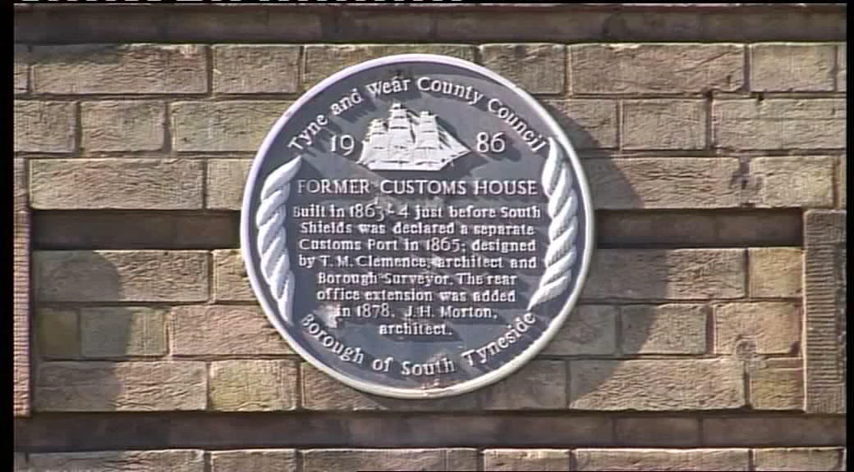 Tyne and Wear County Council
19 86
FORMER CUSTOMS HOUSE
Built in 1863-4 just before South
Shields was declared a separate
Customs Port in 1865; designed
by T. M. Clemence, architect and
Borough Surveyor. The rear
office extension was added
in 1878. J.H. Morton,
architect.
Borough of South Tyneside